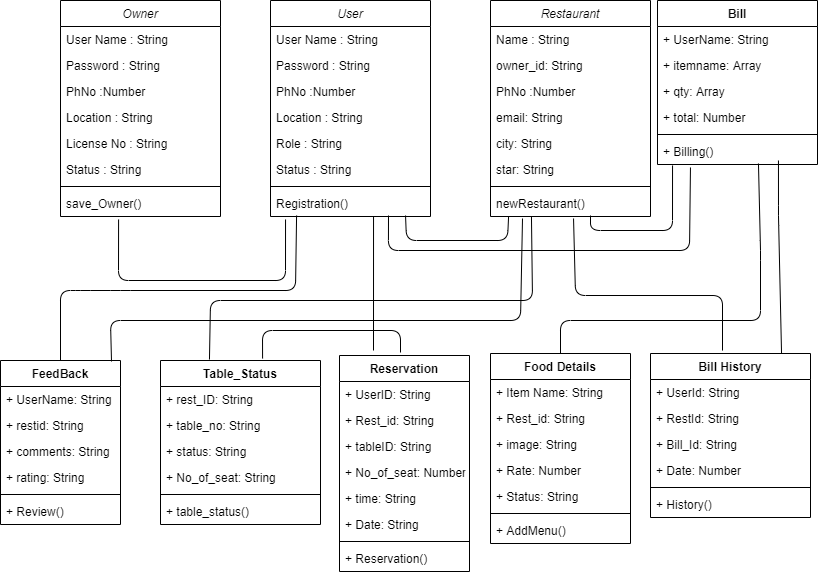 Owner
User Name : String
Password : String
PhNo :Number
Location : String
License No : String
Status : String
save_Owner()
User
User Name : String
Password : String
PhNo :Number
Location : String
Role : String
Status : String
Registration()
Restaurant
Name : String
owner_id: String
PhNo :Number
email: String
city: String
star: String
newRestaurant()
Bill
+ UserName: String
+ itemname: Array
+ qty: Array
+ total: Number
+ Billing()
FeedBack
+ UserName: String
+ restid: String
+ comments: String
+ rating: String
+ Review()
Table_Status
+ rest_ID: String
+ table_no: String
+ status: String
+ No_of_seat: String
+ table_status()
Reservation
+ UserID: String
+ Rest_id: String
+ tableID: String
+ No_of_seat: Number
+ time: String
+ Date: String
+ Reservation()
Food Details
+ Item Name: String
+ Rest_id: String
+ image: String
+ Rate: Number
+ Status: String
+ AddMenu()
Bill History
+ UserId: String
+ RestId: String
+ Bill_Id: String
+ Date: Number
+ History()